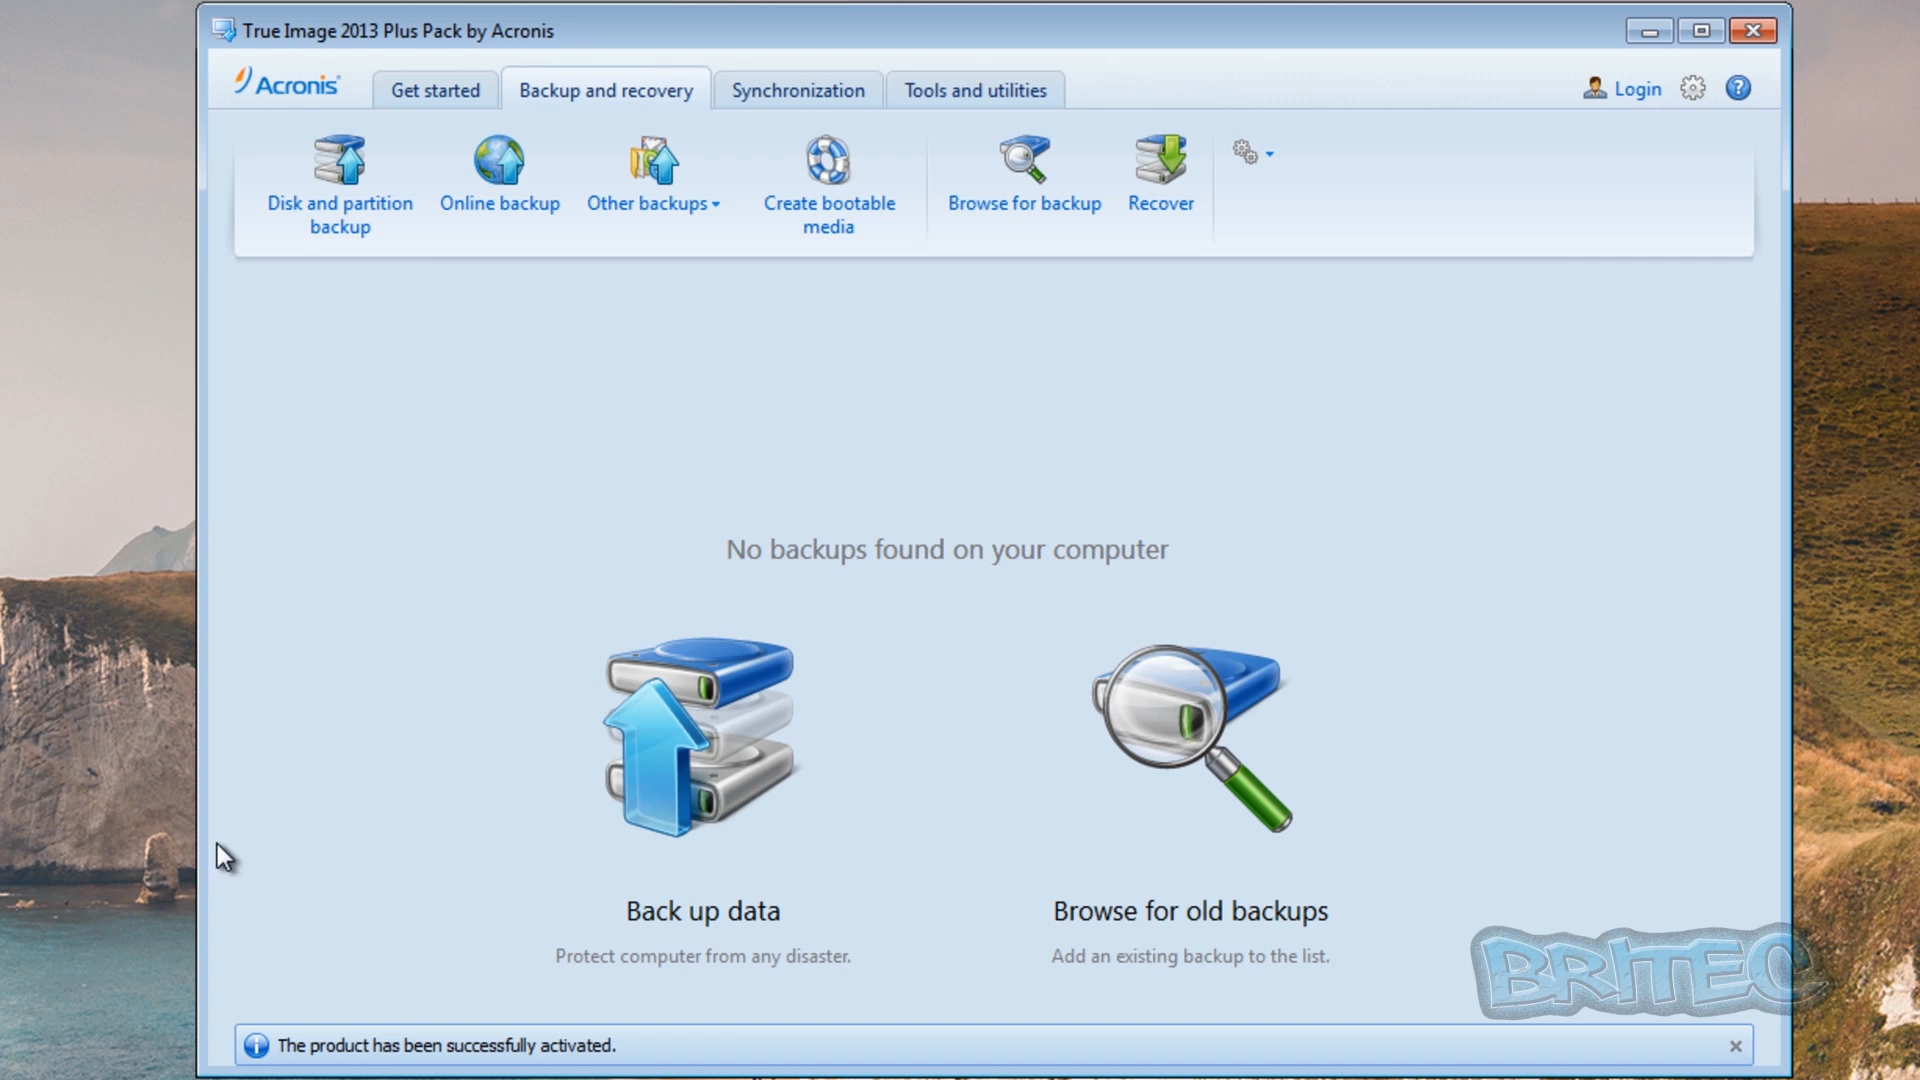 True Image 2013 Plus Pack by Acronis
Acronis
Get started
Backup and recovery
Synchronization
Tools and utilities
Login
Disk and partition
backup
Online backup
Other backups
Create bootable
media
Browse for backup
Recover
No backups found on your computer
Back up data
Protect computer from any disaster.
Browse for old backups
Add an existing backup to the list.
BRITEC
The product has been successfully activated.